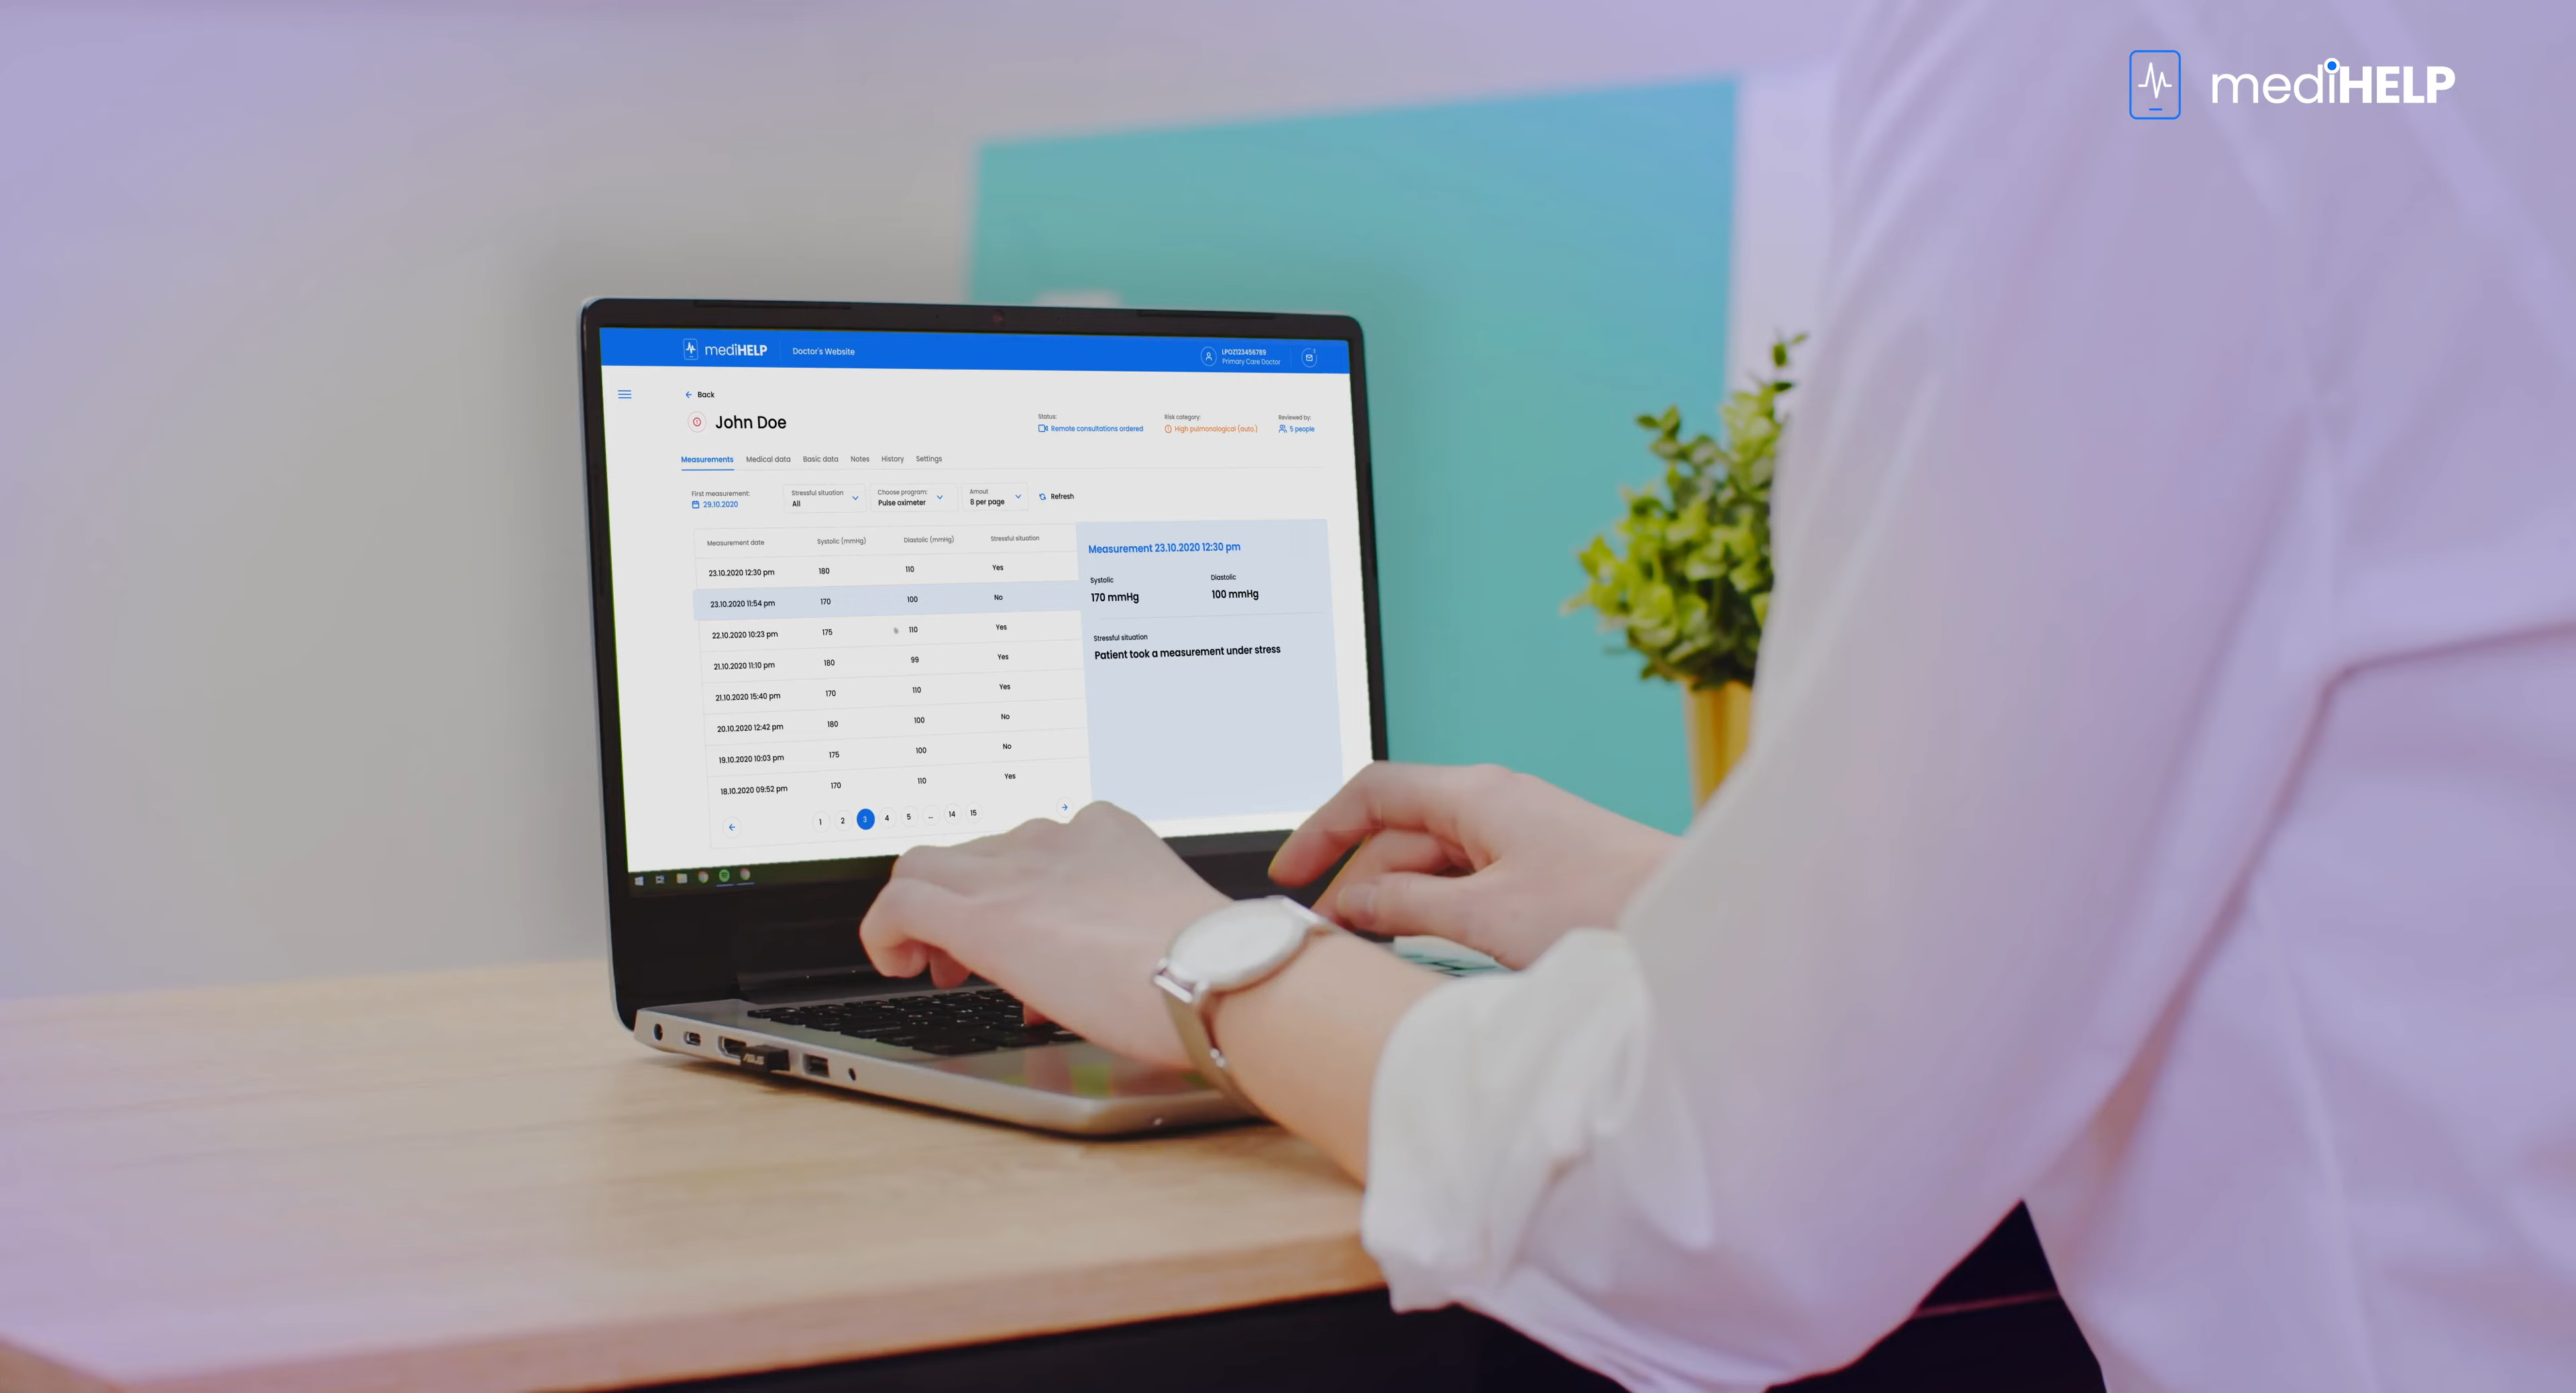 mediHELP
mediHELP
Doctor's Website
LPOZ123456789
Primary Care Doctor
Back
John Doe
Status:
Remote consultations ordered
Risk category:
High pulmonological (auto.)
Reviewed by:
5 people
Measurements Medical data Basic data Notes History Settings
First measurement:
29.10.2020
Stressful situation
All
Choose program:
Pulse oximeter
Amout
8 per page
Refresh
Measurement date Systolic (mmHg) Diastolic (mmHg) Stressful situation
23.10.2020 12:30 pm 180 110 Yes
23.10.2020 11:54 pm 170 100 No
22.10.2020 10:23 pm 175 110 Yes
21.10.2020 11:10 pm 180 99 Yes
21.10.2020 15:40 pm 170 110 Yes
20.10.2020 12:42 pm 180 100 No
19.10.2020 10:03 pm 175 100 No
18.10.2020 09:52 pm 170 110 Yes
1 2 3 4 5 ... 14 15
Measurement 23.10.2020 12:30 pm
Systolic Diastolic
170 mmHg 100 mmHg
Stressful situation
Patient took a measurement under stress
ASUS